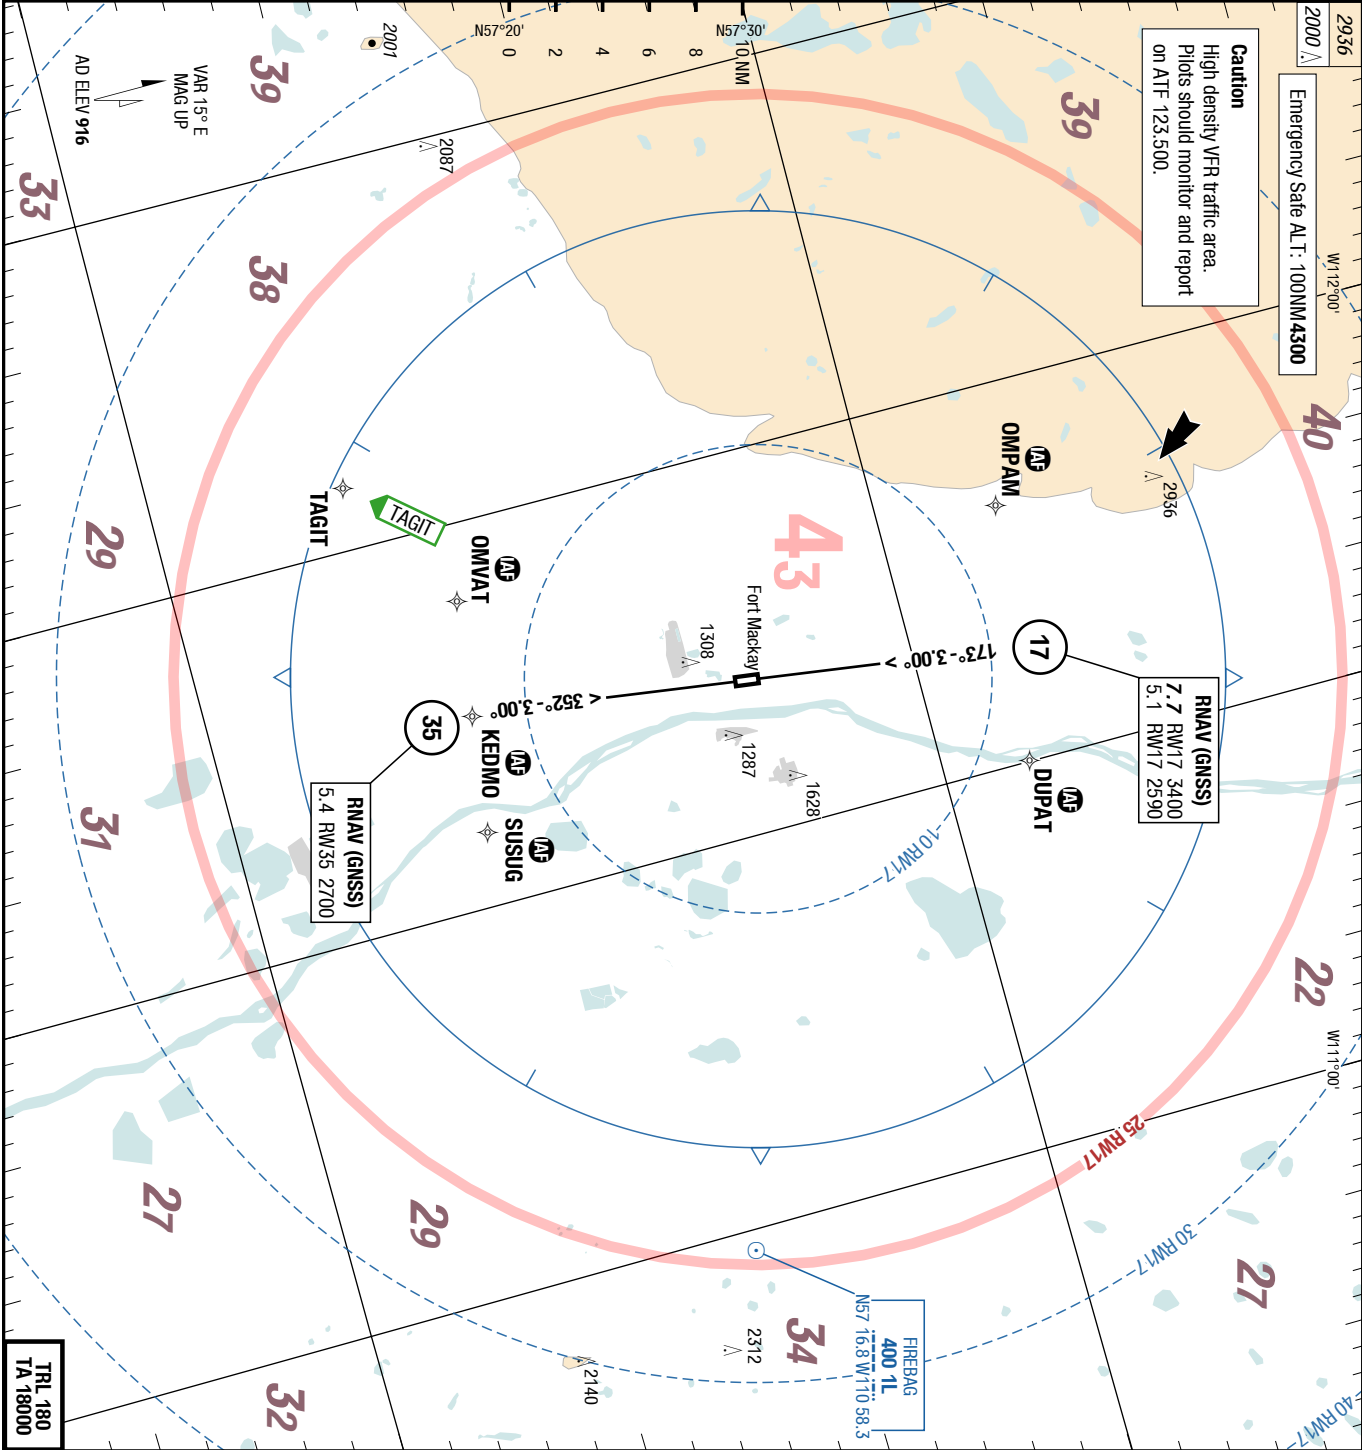 2936
2000
Emergency Safe ALT: 100NM 4300
Caution
High density VFR traffic area.
Pilots should monitor and report
on ATF 123.500.
W112°00'
W111°00'
N57°20'
N57°30'
0
2
4
6
8
10 NM
2001
VAR 15° E
MAG UP
AD ELEV 916
39
39
33
38
40
29
31
22
27
27
29
34
32
43
2087
2936
1308
1287
1628
2312
2140
IAF
OMPAM
IAF
OMVAT
TAGIT
TAGIT
IAF
KEDMO
IAF
SUSUG
IAF
DUPAT
Fort Mackay
173°-3.00° >
< 352°-3.00°
17
RNAV (GNSS)
7.7 RW17 3400
5.1 RW17 2590
35
RNAV (GNSS)
5.4 RW35 2700
10 RW17
25 RW17
30 RW17
40 RW17
FIREBAG
400 1L
N57 16.8 W110 58.3
TRL 180
TA 18000